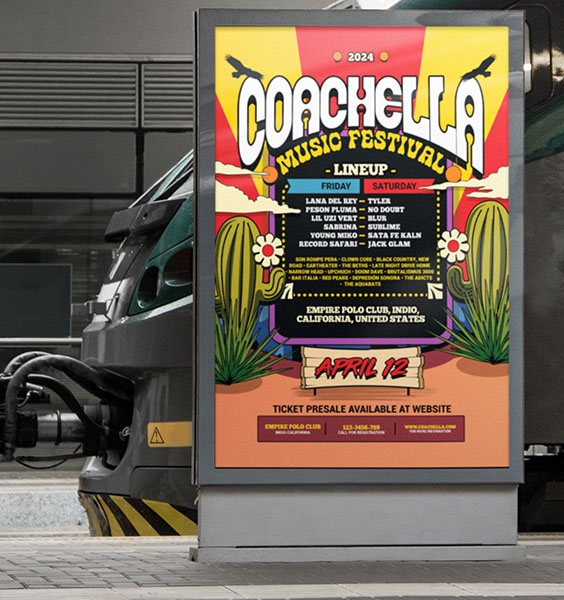 2024
COACHELLA
MUSIC FESTIVAL
- LINEUP -
FRIDAY SATURDAY
LANA DEL REY – TYLER
PESON PLUMA – NO DOUBT
LIL UZI VERT – BLUR
SABRINA – SUBLIME
YOUNG MIKO – SATA FE KALN
RECORD SAFARI – JACK GLAM
SON ROMPE PERA • CLOWN CORE • BLACK COUNTRY, NEW
ROAD • EARTHEATER • THE BETHS • LATE NIGHT DRIVE HOME
• NARROW HEAD • UPCHUCH • DOOM DAVE • BRUTALISMUS 3000
• BAR ITALIA • RED PEARS • DEPRESIÓN SONORA • THE ADICTS
• THE AQUABATS
EMPIRE POLO CLUB, INDIO,
CALIFORNIA, UNITED STATES
APRIL 12
TICKET PRESALE AVAILABLE AT WEBSITE
EMPIRE POLO CLUB
INDIO CALIFORNIA
123-3456-789
CALL FOR REGISTRATION
WWW.COACHELLA.COM
FOR MORE INFORMATION